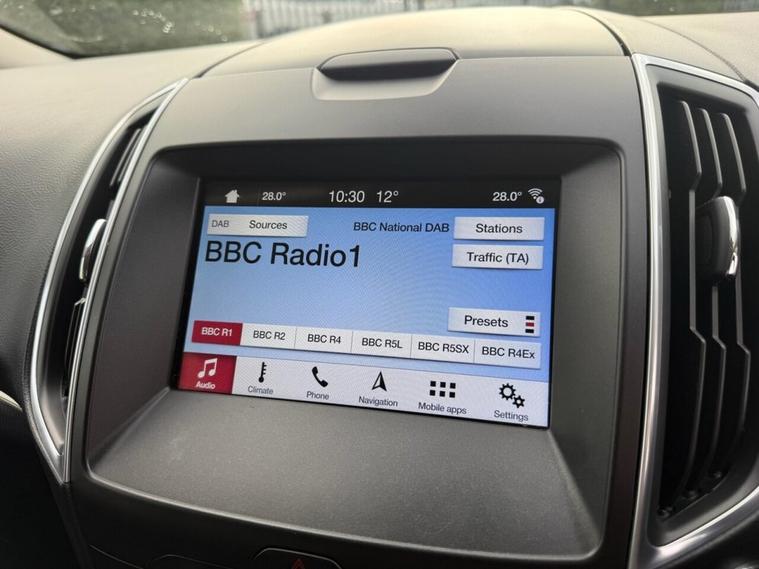 28.0° 10:30 12° 28.0°
DAB Sources BBC National DAB Stations
BBC Radio1 Traffic (TA)
Presets
BBC R1 BBC R2 BBC R4 BBC R5L BBC R5SX BBC R4Ex
Audio Climate Phone Navigation Mobile apps Settings